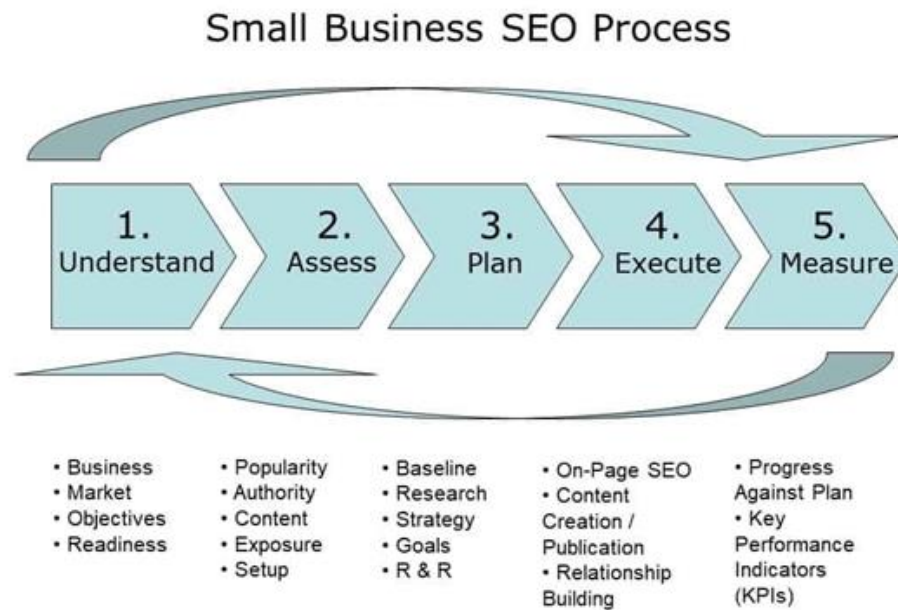 Small Business SEO Process
1.
Understand
2.
Assess
3.
Plan
4.
Execute
5.
Measure
• Business
• Market
• Objectives
• Readiness
• Popularity
• Authority
• Content
• Exposure
• Setup
• Baseline
• Research
• Strategy
• Goals
• R & R
• On-Page SEO
• Content
Creation /
Publication
• Relationship
Building
• Progress
Against Plan
• Key
Performance
Indicators
(KPIs)